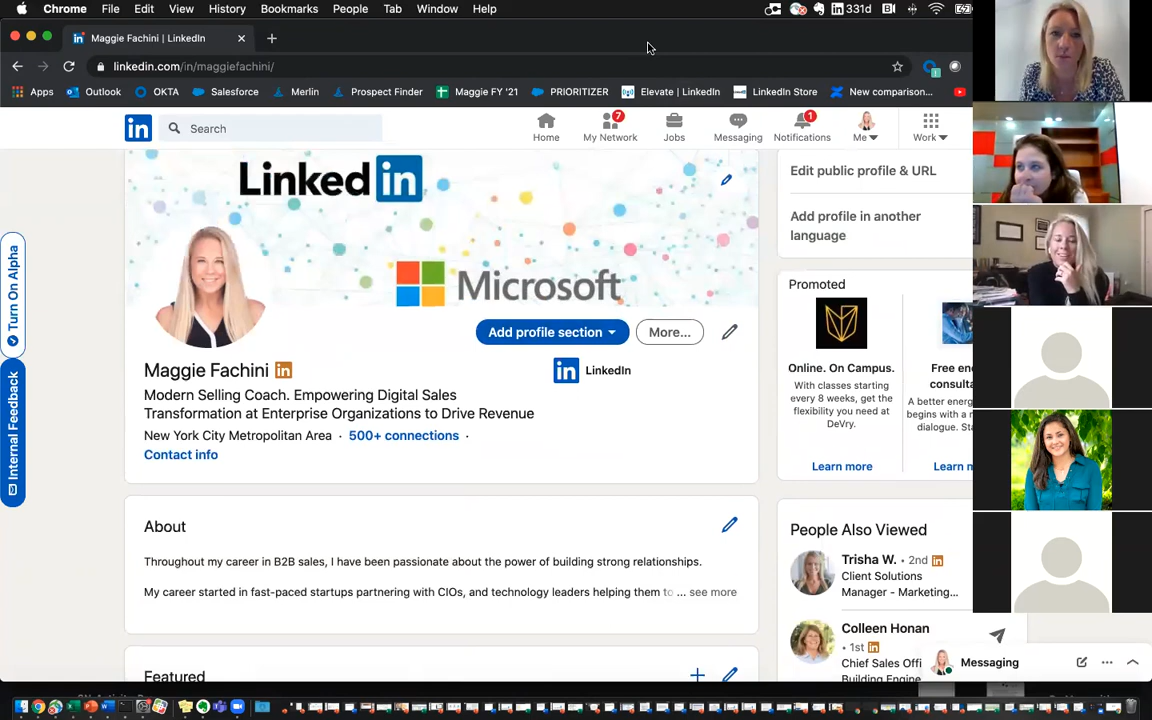 Chrome File Edit View History Bookmarks People Tab Window Help 331d
Maggie Fachini | LinkedIn
linkedin.com/in/maggiefachini/
Apps Outlook OKTA Salesforce Merlin Prospect Finder Maggie FY '21 PRIORITIZER Elevate | LinkedIn LinkedIn Store New comparison...
in Search
7
1
Home My Network Jobs Messaging Notifications Me Work
Linked in
Microsoft
Turn On Alpha
Internal Feedback
Add profile section More...
Maggie Fachini in
in LinkedIn
Modern Selling Coach. Empowering Digital Sales
Transformation at Enterprise Organizations to Drive Revenue
New York City Metropolitan Area · 500+ connections ·
Contact info
About
Throughout my career in B2B sales, I have been passionate about the power of building strong relationships.
My career started in fast-paced startups partnering with CIOs, and technology leaders helping them to ... see more
Featured
Edit public profile & URL
Add profile in another
language
Promoted
Online. On Campus.
With classes starting
every 8 weeks, get the
flexibility you need at
DeVry.
Learn more
Free
A better
begins with a
dialogue.
People Also Viewed
Trisha W. • 2nd in
Client Solutions
Manager - Marketing...
Colleen Honan
• 1st in
Chief Sales
Building
Messaging